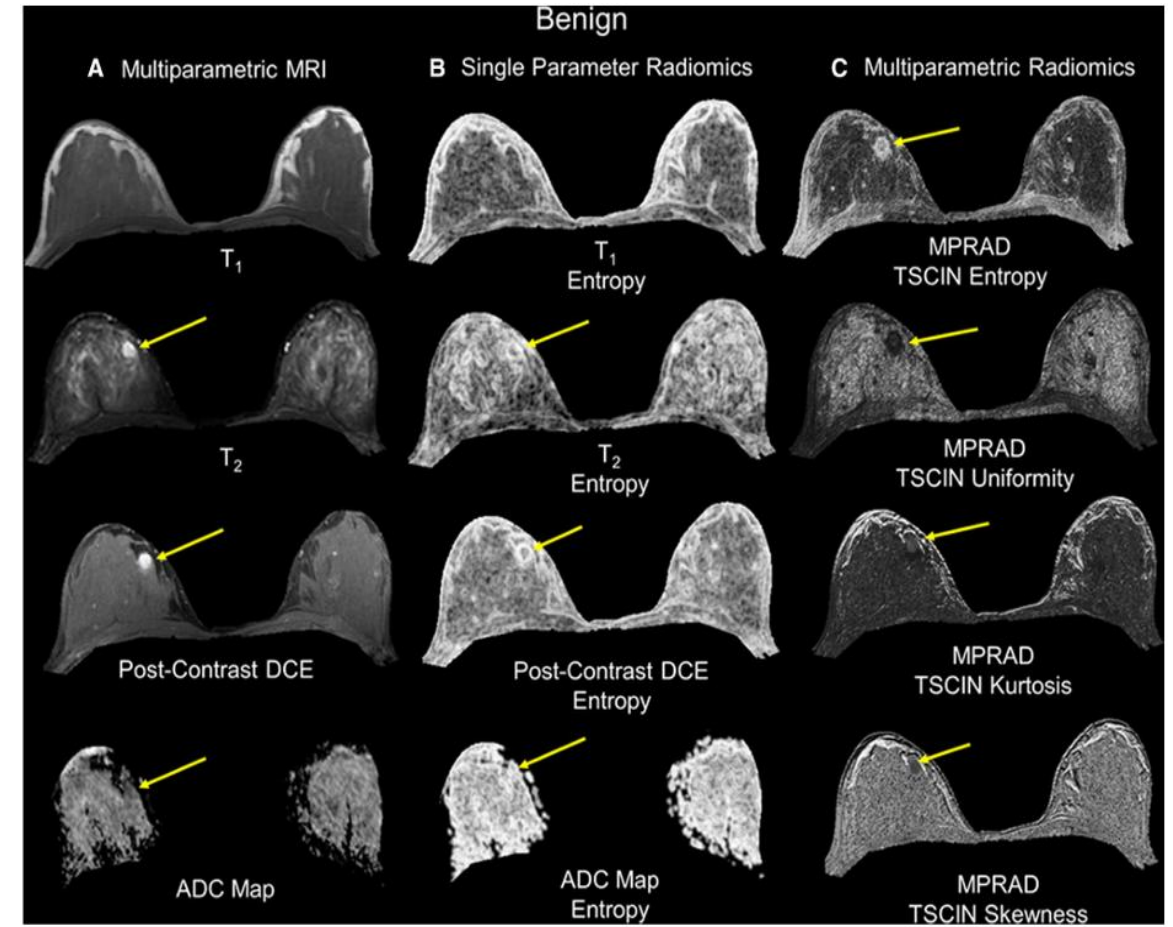 Benign
A Multiparametric MRI
B Single Parameter Radiomics
C Multiparametric Radiomics
T1
T1
Entropy
MPRAD
TSCIN Entropy
T2
T2
Entropy
MPRAD
TSCIN Uniformity
Post-Contrast DCE
Post-Contrast DCE
Entropy
MPRAD
TSCIN Kurtosis
ADC Map
ADC Map
Entropy
MPRAD
TSCIN Skewness